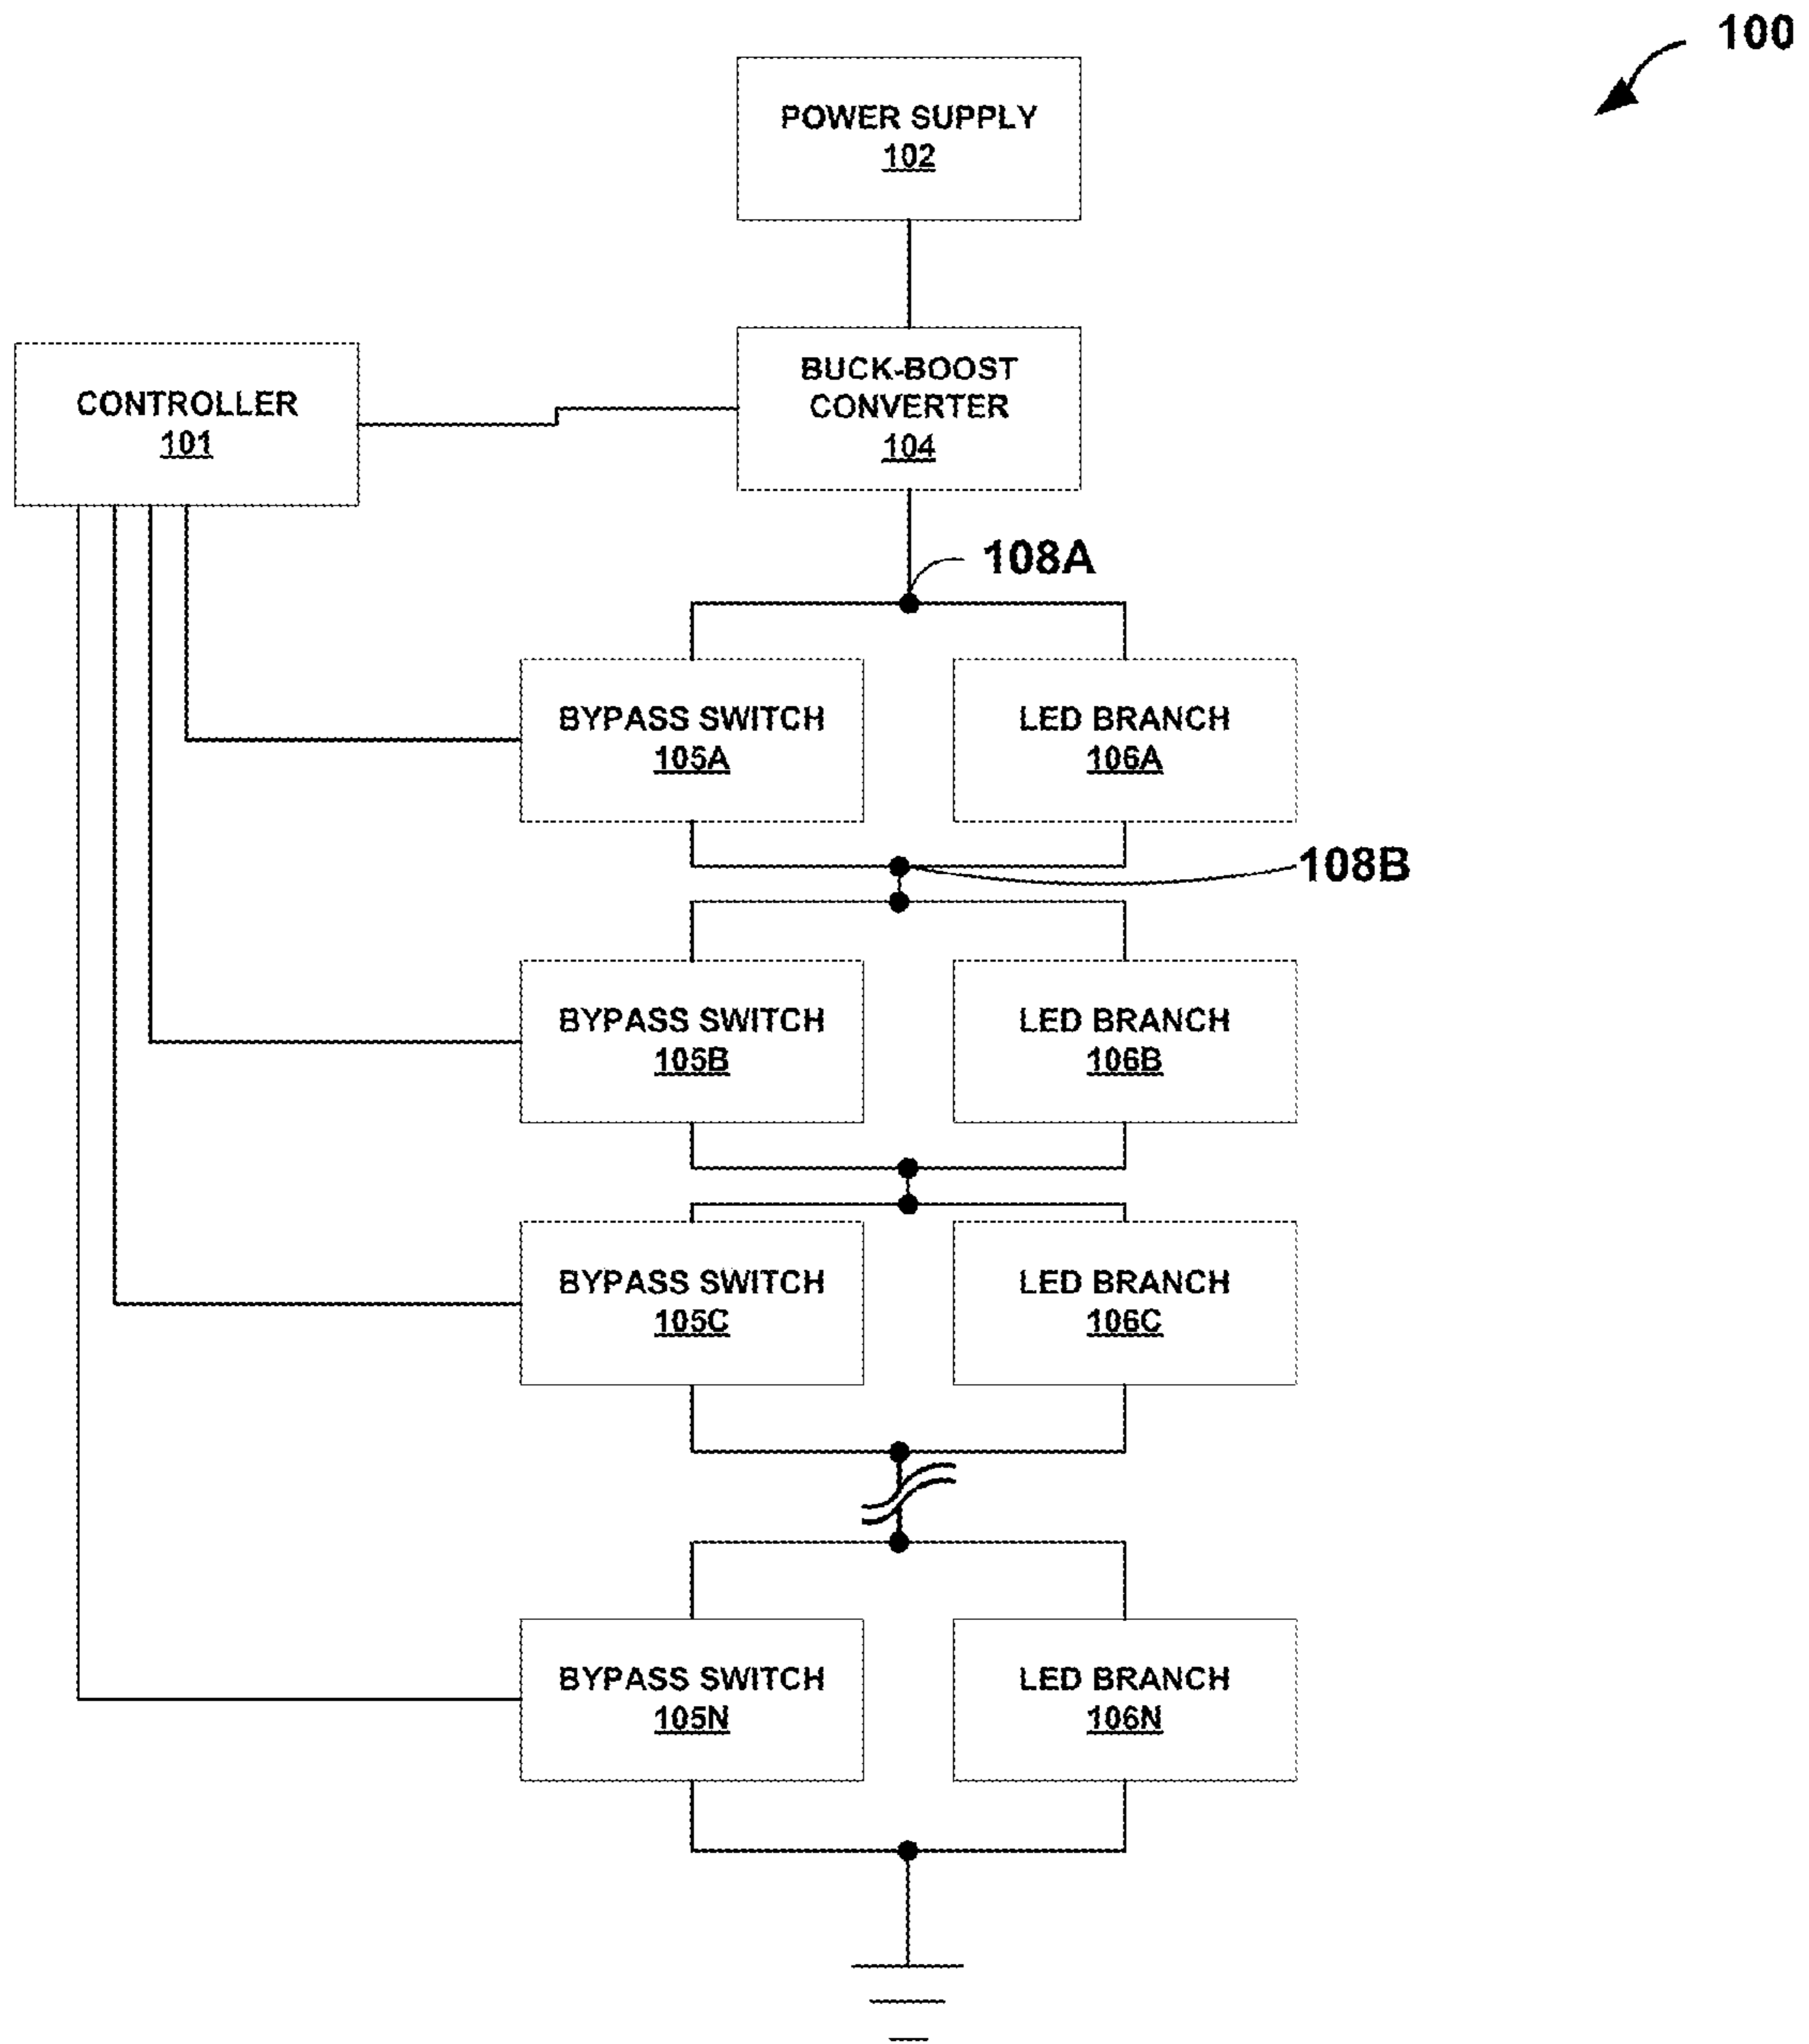 100
POWER SUPPLY
102
BUCK-BOOST
CONVERTER
104
CONTROLLER
101
108A
BYPASS SWITCH
105A
LED BRANCH
106A
108B
BYPASS SWITCH
105B
LED BRANCH
106B
BYPASS SWITCH
105C
LED BRANCH
106C
BYPASS SWITCH
105N
LED BRANCH
106N